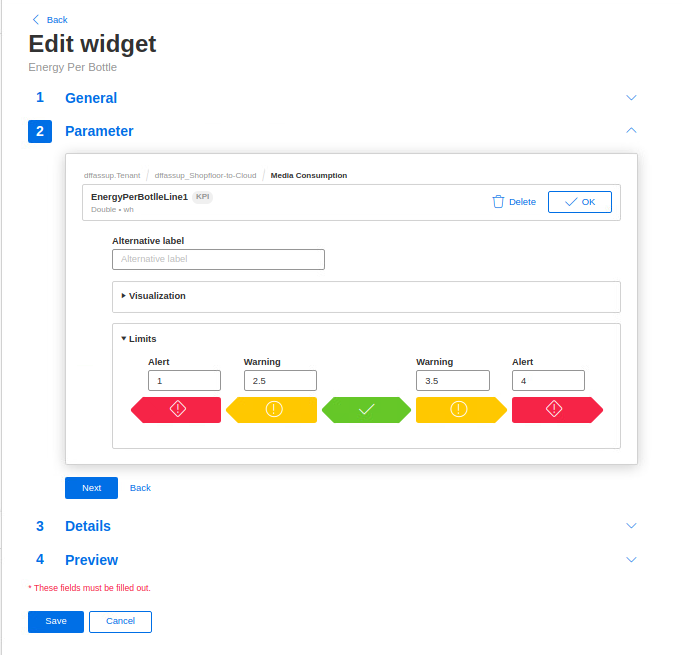 Back
Edit widget
Energy Per Bottle
1 General
2 Parameter
dffassup.Tenant / dffassup_Shopfloor-to-Cloud / Media Consumption
EnergyPerBotlleLine1 KPI
Double • wh
Delete
OK
Alternative label
Alternative label
Visualization
Limits
Alert Warning Warning Alert
1 2.5 3.5 4
Next Back
3 Details
4 Preview
* These fields must be filled out.
Save Cancel